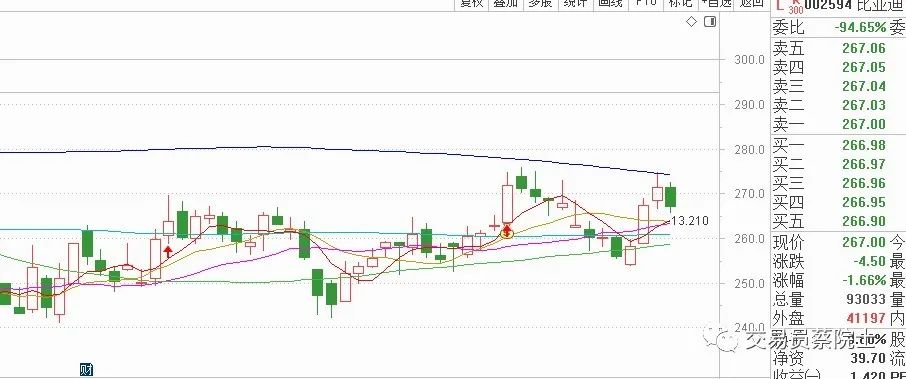 复权 叠加 多股 统计 画线 F10 标记 +自选 返回
L R 300 002594 比亚迪
委比 -94.65% 委
卖五 267.06
卖四 267.05
卖三 267.04
卖二 267.03
卖一 267.00
买一 266.98
买二 266.97
买三 266.96
买四 266.95
买五 266.90
现价 267.00 今
涨跌 -4.50 最
涨幅 -1.66% 最
总量 93033 最
外盘 41197 内
股
净资 39.70 流
收益㈠ 1.420 PE
300.0
290.0
280.0
270.0
260.0
250.0
240.0
13.210
财
交易员蔡院士